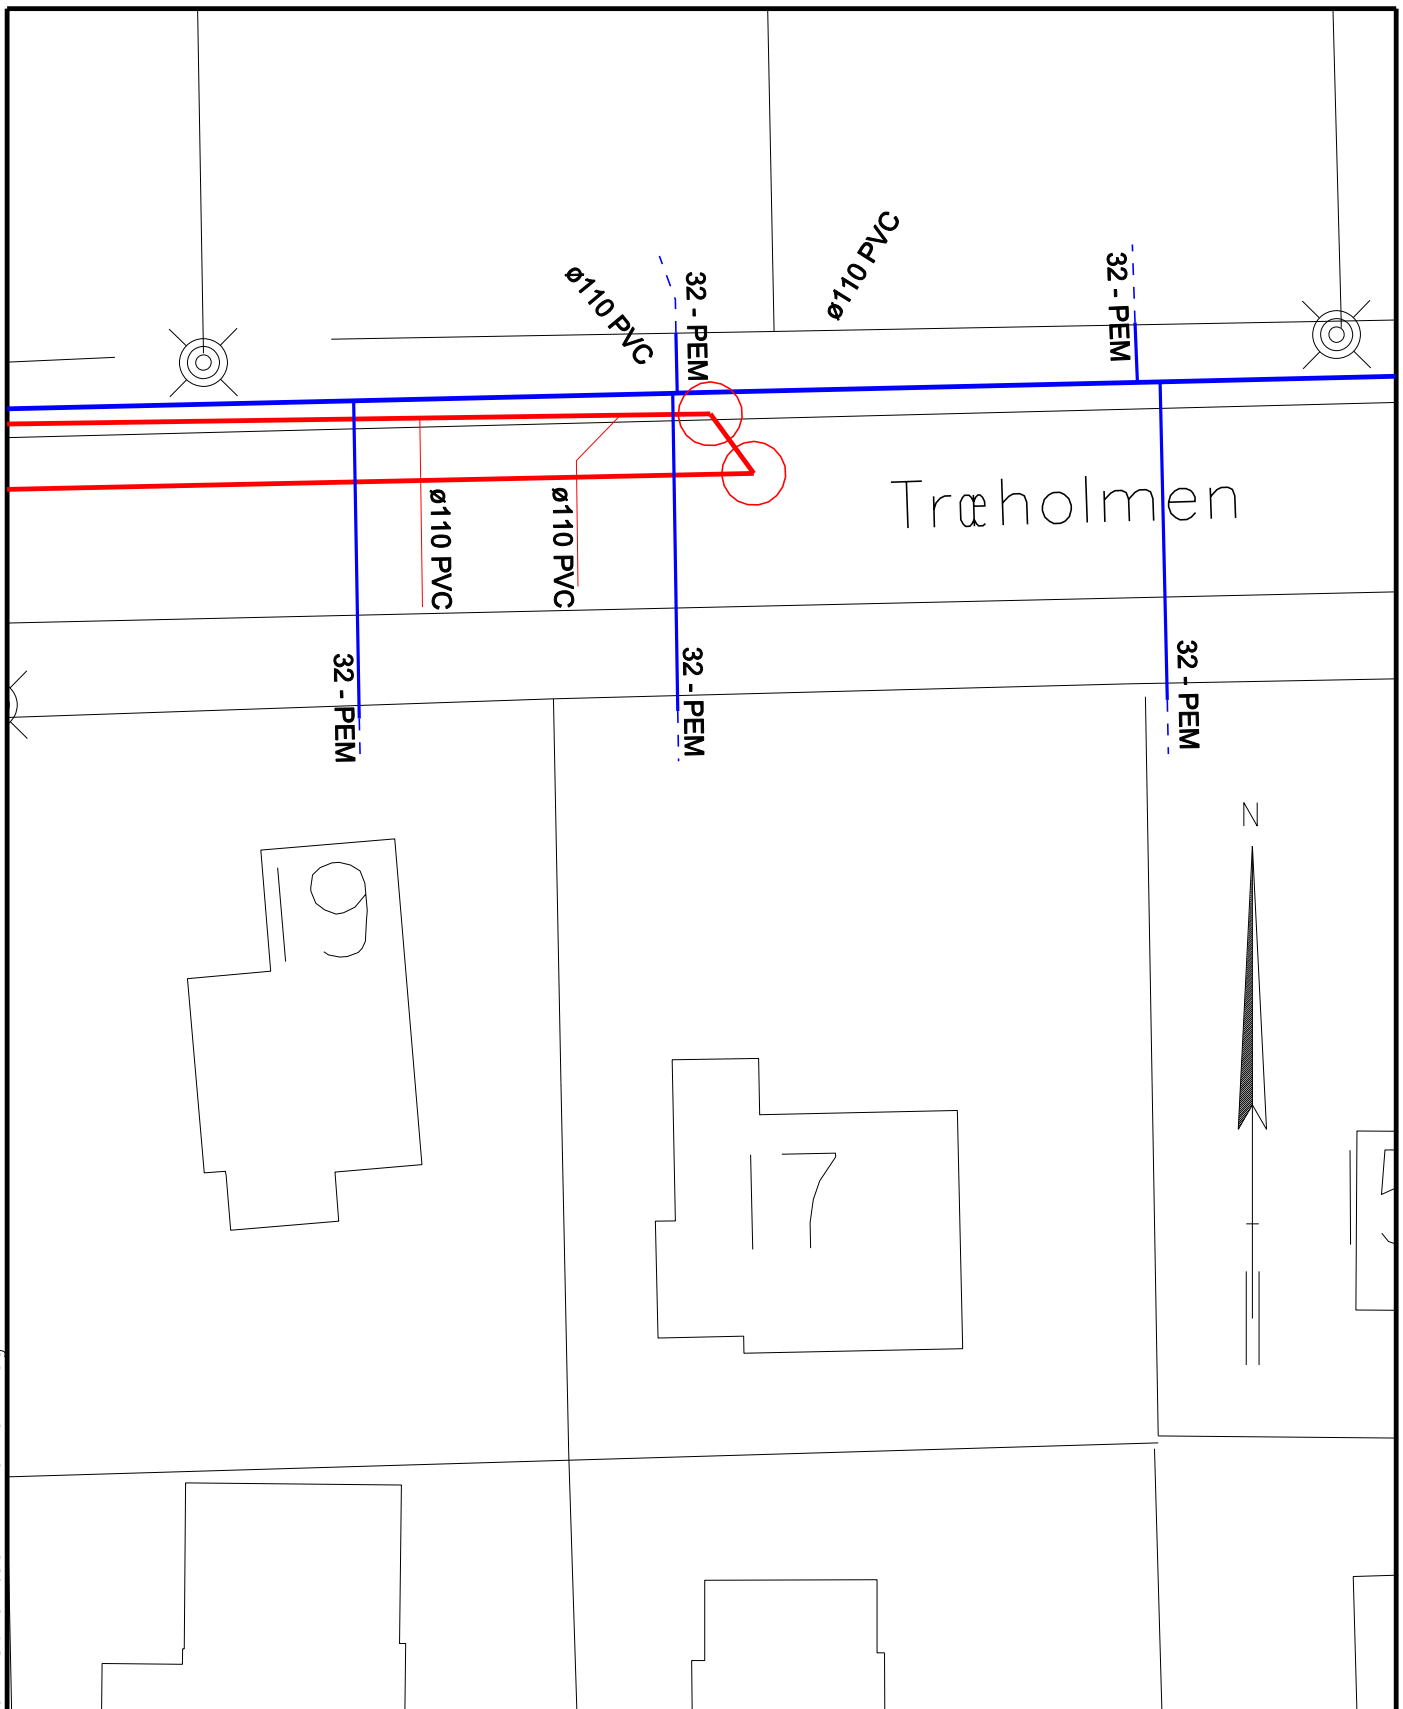 ø110 PVC
32 - PEM
ø110 PVC
32 - PEM
Træholmen
ø110 PVC
ø110 PVC
32 - PEM
32 - PEM
32 - PEM
N
19
17